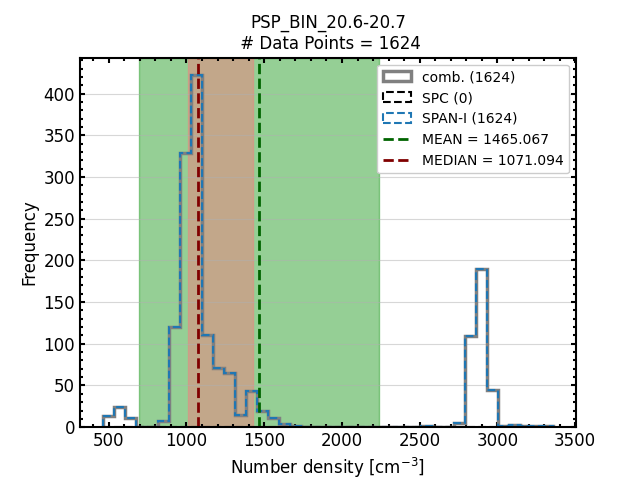 PSP_BIN_20.6-20.7
# Data Points = 1624
comb. (1624)
SPC (0)
SPAN-I (1624)
MEAN = 1465.067
MEDIAN = 1071.094
Frequency
400
350
300
250
200
150
100
50
0
500 1000 1500 2000 2500 3000 3500
Number density [cm⁻³]